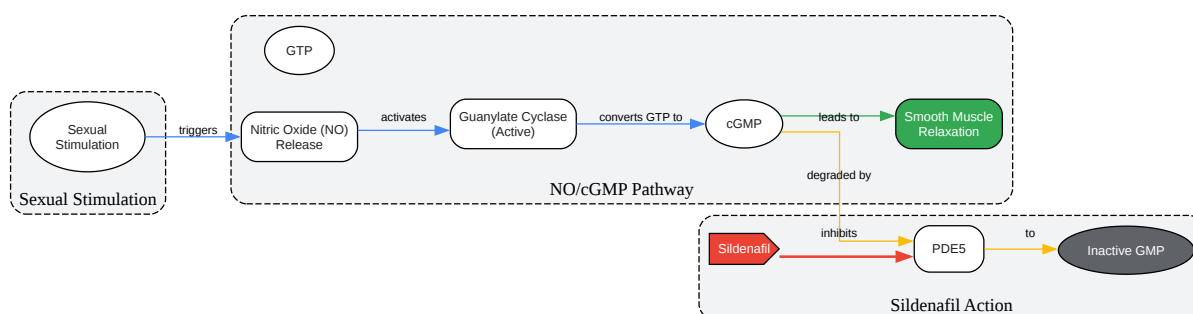 GTP
Sexual
Stimulation
triggers
Nitric Oxide (NO)
Release
activates
Guanylate Cyclase
(Active)
converts GTP to
cGMP
leads to
Smooth Muscle
Relaxation
degraded by
Sexual Stimulation
NO/cGMP Pathway
Sildenafil
inhibits
PDE5
to
Inactive GMP
Sildenafil Action